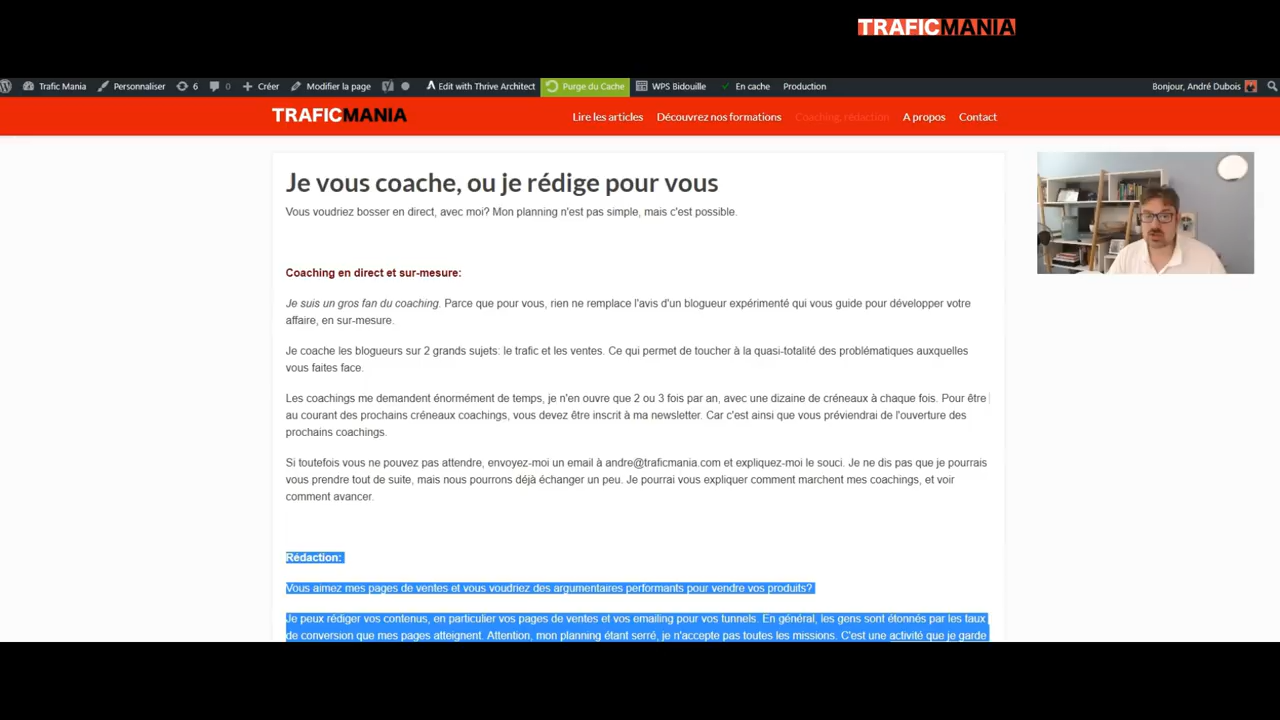 TRAFICMANIA
Trafic Mania Personnaliser 6 0 Créer Modifier la page Edit with Thrive Architect Purge du Cache WPS Bidouille En cache Production Bonjour, André Dubois
TRAFICMANIA Lire les articles Découvrez nos formations Coaching, rédaction A propos Contact
Je vous coache, ou je rédige pour vous
Vous voudriez bosser en direct, avec moi? Mon planning n'est pas simple, mais c'est possible.
Coaching en direct et sur-mesure:
Je suis un gros fan du coaching. Parce que pour vous, rien ne remplace l'avis d'un blogueur expérimenté qui vous guide pour développer votre
affaire, en sur-mesure.
Je coache les blogueurs sur 2 grands sujets: le trafic et les ventes. Ce qui permet de toucher à la quasi-totalité des problématiques auxquelles
vous faites face.
Les coachings me demandent énormément de temps, je n'en ouvre que 2 ou 3 fois par an, avec une dizaine de créneaux à chaque fois. Pour être
au courant des prochains créneaux coachings, vous devez être inscrit à ma newsletter. Car c'est ainsi que vous préviendrai de l'ouverture des
prochains coachings.
Si toutefois vous ne pouvez pas attendre, envoyez-moi un email à andre@traficmania.com et expliquez-moi le souci. Je ne dis pas que je pourrais
vous prendre tout de suite, mais nous pourrons déjà échanger un peu. Je pourrai vous expliquer comment marchent mes coachings, et voir
comment avancer.
Rédaction:
Vous aimez mes pages de ventes et vous voudriez des argumentaires performants pour vendre vos produits?
Je peux rédiger vos contenus, en particulier vos pages de ventes et vos emailing pour vos tunnels. En général, les gens sont étonnés par les taux
de conversion que mes pages atteignent. Attention, mon planning étant serré, je n'accepte pas toutes les missions. C'est une activité que je garde